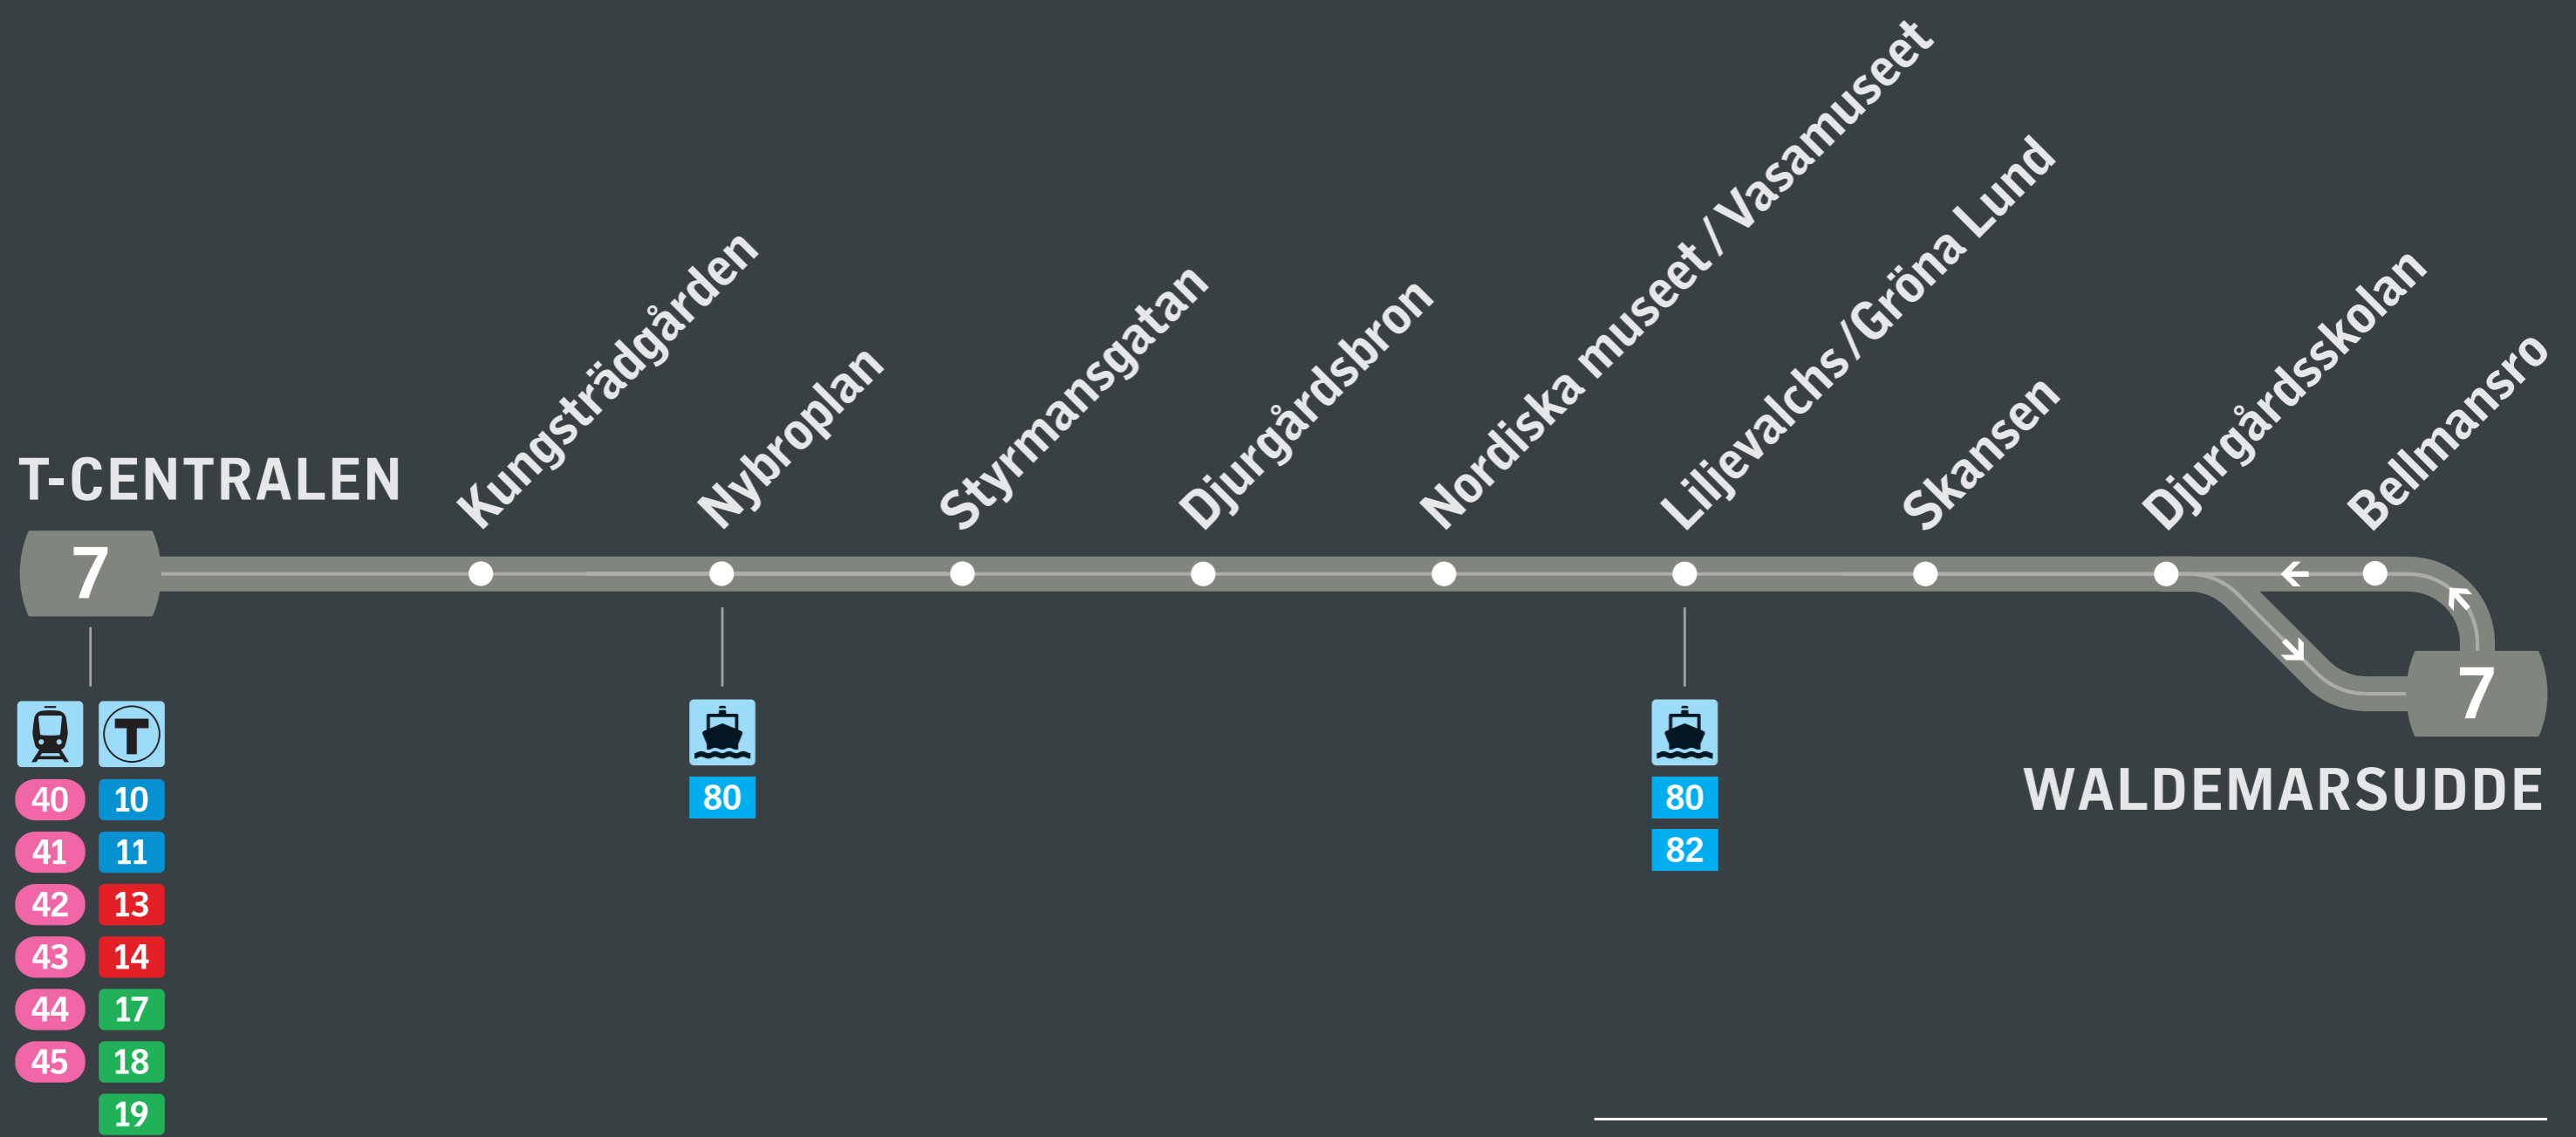 T-CENTRALEN
Kungsträdgården
Nybroplan
Styrmansgatan
Djurgårdsbron
Nordiska museet / Vasamuseet
Liljevalchs / Gröna Lund
Skansen
Djurgårdsskolan
Bellmansro
7
7
WALDEMARSUDDE
T
40 10
41 11
42 13
43 14
44 17
45 18
19
80
80
82